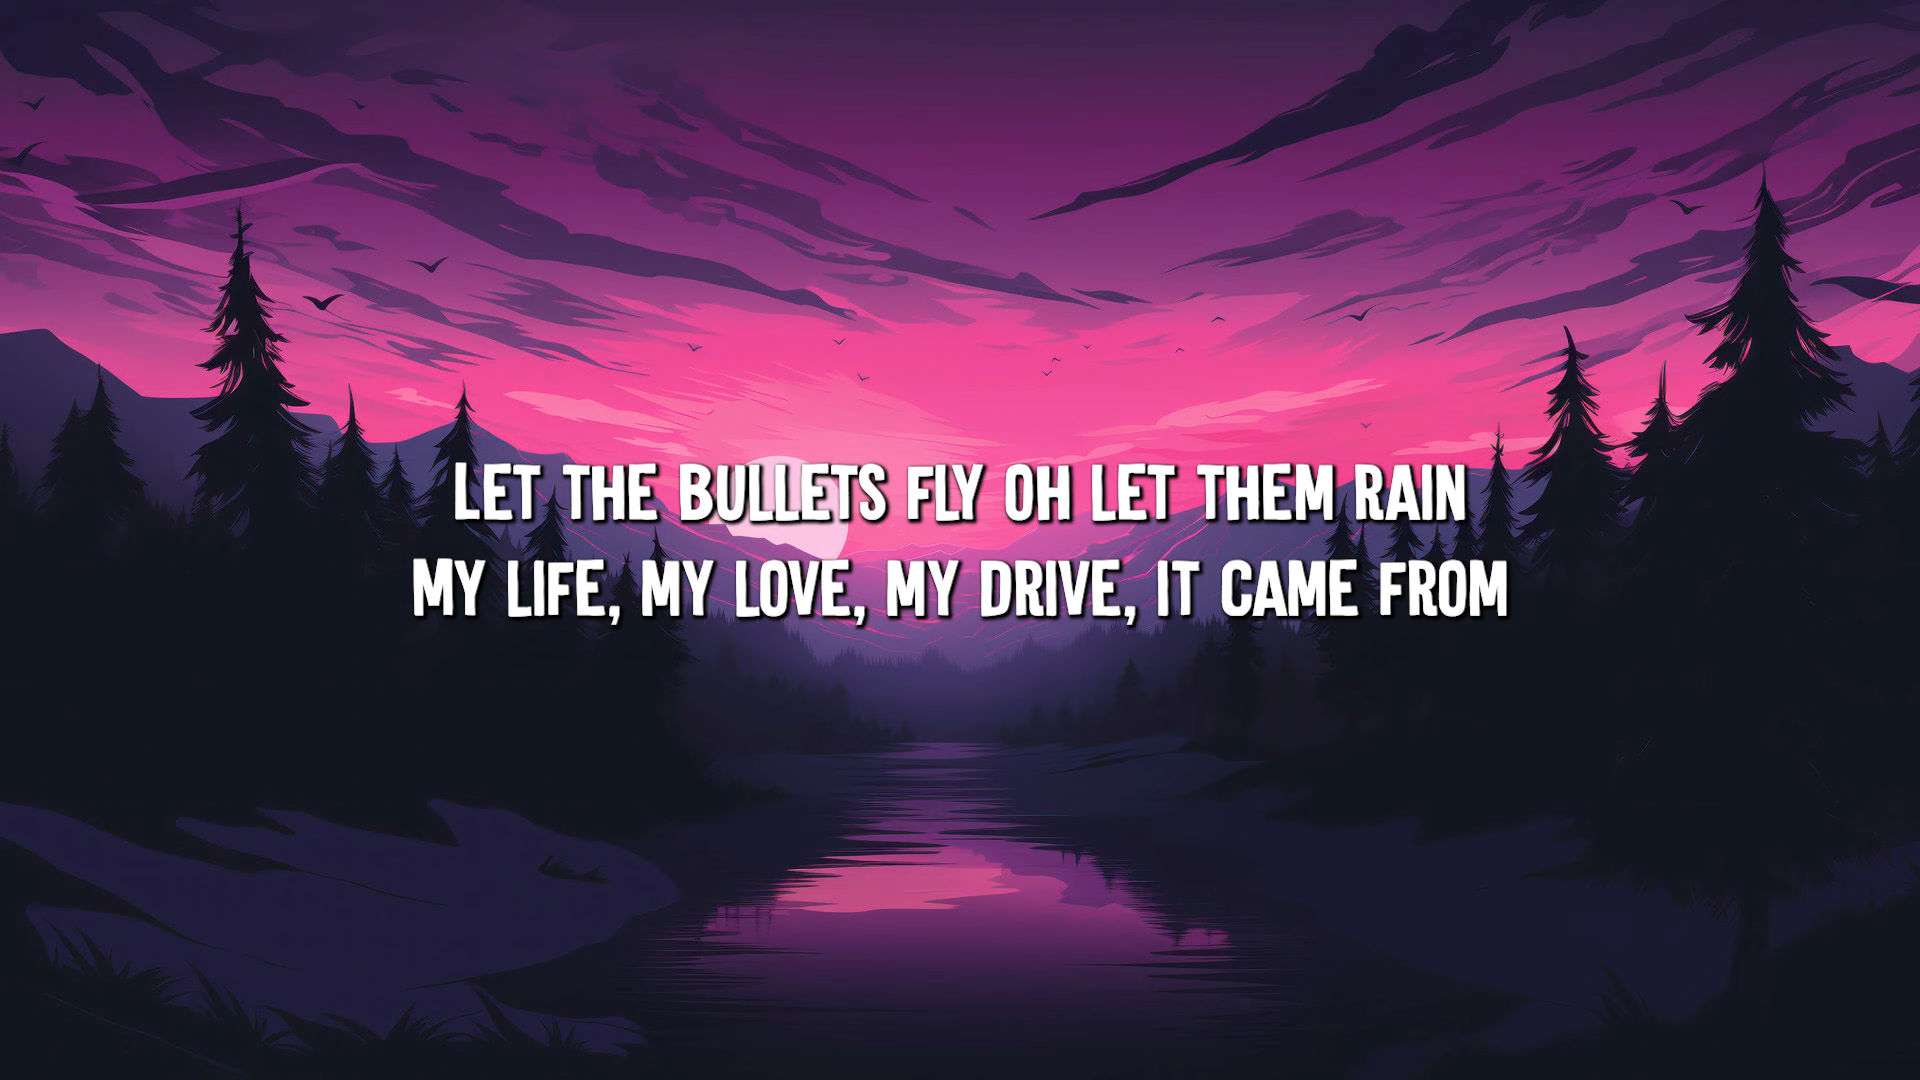 LET THE BULLETS FLY OH LET THEM RAIN
MY LIFE, MY LOVE, MY DRIVE, IT CAME FROM